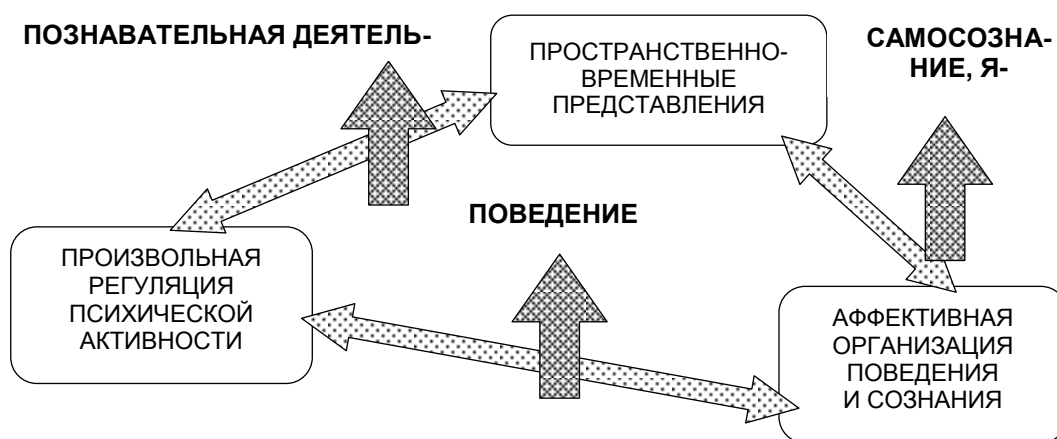 ПОЗНАВАТЕЛЬНАЯ ДЕЯТЕЛЬ-
ПРОСТРАНСТВЕННО-
ВРЕМЕННЫЕ
ПРЕДСТАВЛЕНИЯ
САМОСОЗНА-
НИЕ, Я-
ПОВЕДЕНИЕ
ПРОИЗВОЛЬНАЯ
РЕГУЛЯЦИЯ
ПСИХИЧЕСКОЙ
АКТИВНОСТИ
АФФЕКТИВНАЯ
ОРГАНИЗАЦИЯ
ПОВЕДЕНИЯ
И СОЗНАНИЯ